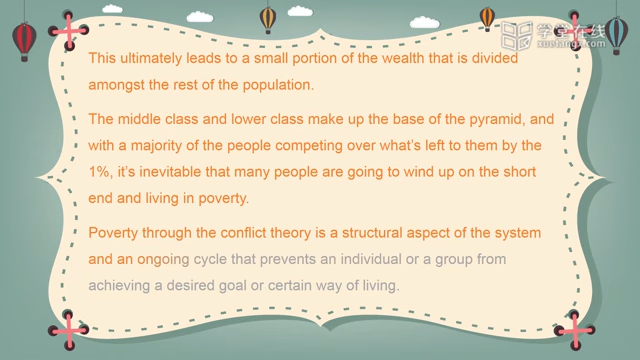 学堂在线
xuetangx.com
This ultimately leads to a small portion of the wealth that is divided
amongst the rest of the population.
The middle class and lower class make up the base of the pyramid, and
with a majority of the people competing over what's left to them by the
1%, it's inevitable that many people are going to wind up on the short
end and living in poverty.
Poverty through the conflict theory is a structural aspect of the system
and an ongoing cycle that prevents an individual or a group from
achieving a desired goal or certain way of living.